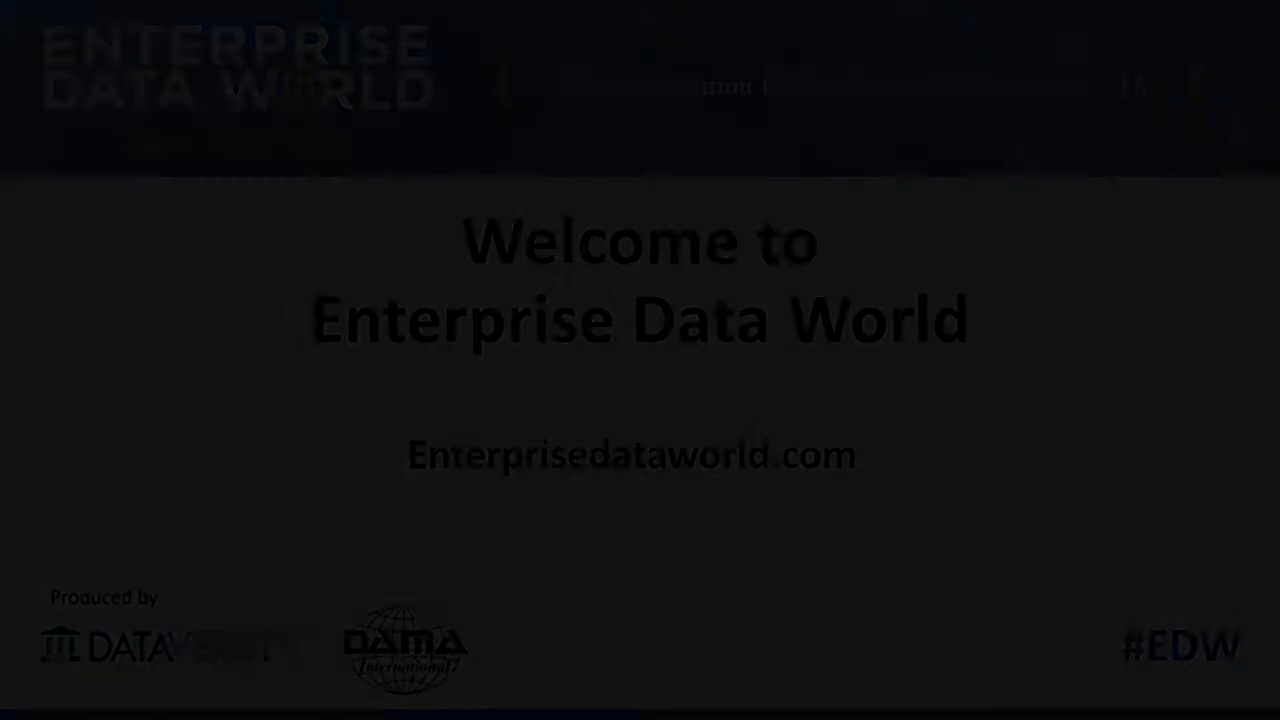 ENTERPRISE
DATA WORLD
Welcome to
Enterprise Data World
Enterprisedataworld.com
Produced by
DATAVERSITY
DAMA
International
#EDW